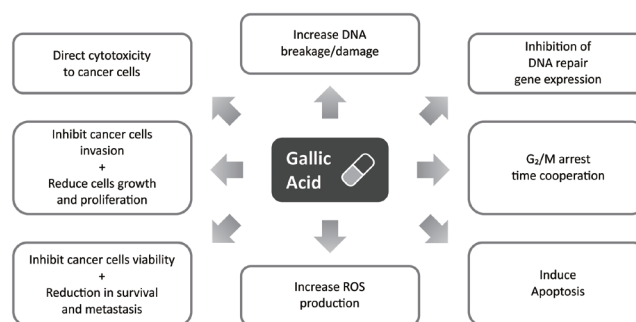 Direct cytotoxicity
to cancer cells
Increase DNA
breakage/damage
Inhibition of
DNA repair
gene expression
Inhibit cancer cells
invasion
+
Reduce cells growth
and proliferation
Gallic
Acid
G₂/M arrest
time cooperation
Inhibit cancer cells viability
+
Reduction in survival
and metastasis
Increase ROS
production
Induce
Apoptosis